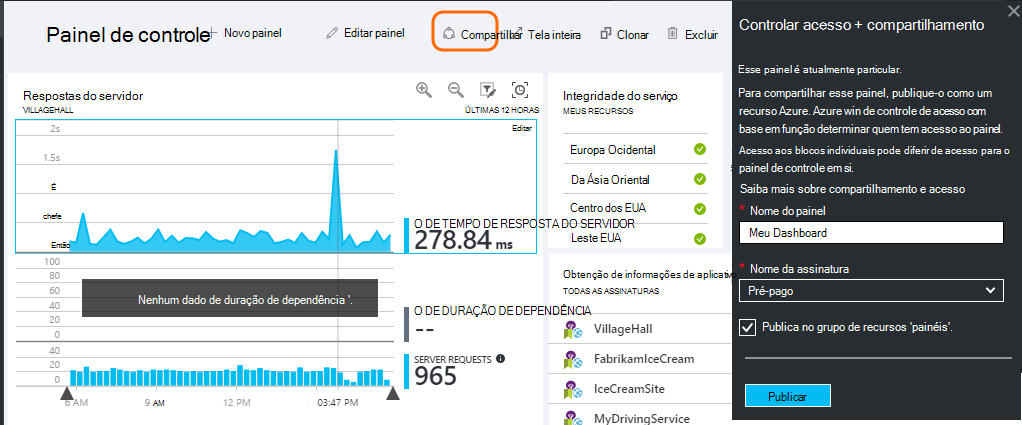 Painel de controle
Novo painel
Editar painel
Compartilhar
Tela inteira
Clonar
Excluir
Respostas do servidor
VILLAGEHALL
ÚLTIMAS 12 HORAS
Editar
2s
1.5s
É
chefe
Então
O DE TEMPO DE RESPOSTA DO SERVIDOR
278.84 ms
100
80
60
40
20
0
Nenhum dado de duração de dependência '.
O DE DURAÇÃO DE DEPENDÊNCIA
--
40
20
0
SERVER REQUESTS
965
6 AM
9 AM
12 PM
03:47 PM
Integridade do serviço
MEUS RECURSOS
Europa Ocidental
Da Ásia Oriental
Centro dos EUA
Leste EUA
Obtenção de informações de aplicativo
TODAS AS ASSINATURAS
VillageHall
FabrikamIceCream
IceCreamSite
MyDrivingService
Controlar acesso + compartilhamento
Esse painel é atualmente particular.
Para compartilhar esse painel, publique-o como um
recurso Azure. Azure win de controle de acesso com
base em função determinar quem tem acesso ao painel.
Acesso aos blocos individuais pode diferir de acesso para o
painel de controle em si.
Saiba mais sobre compartilhamento e acesso
* Nome do painel
Meu Dashboard
* Nome da assinatura
Pré-pago
Publica no grupo de recursos 'painéis'.
Publicar